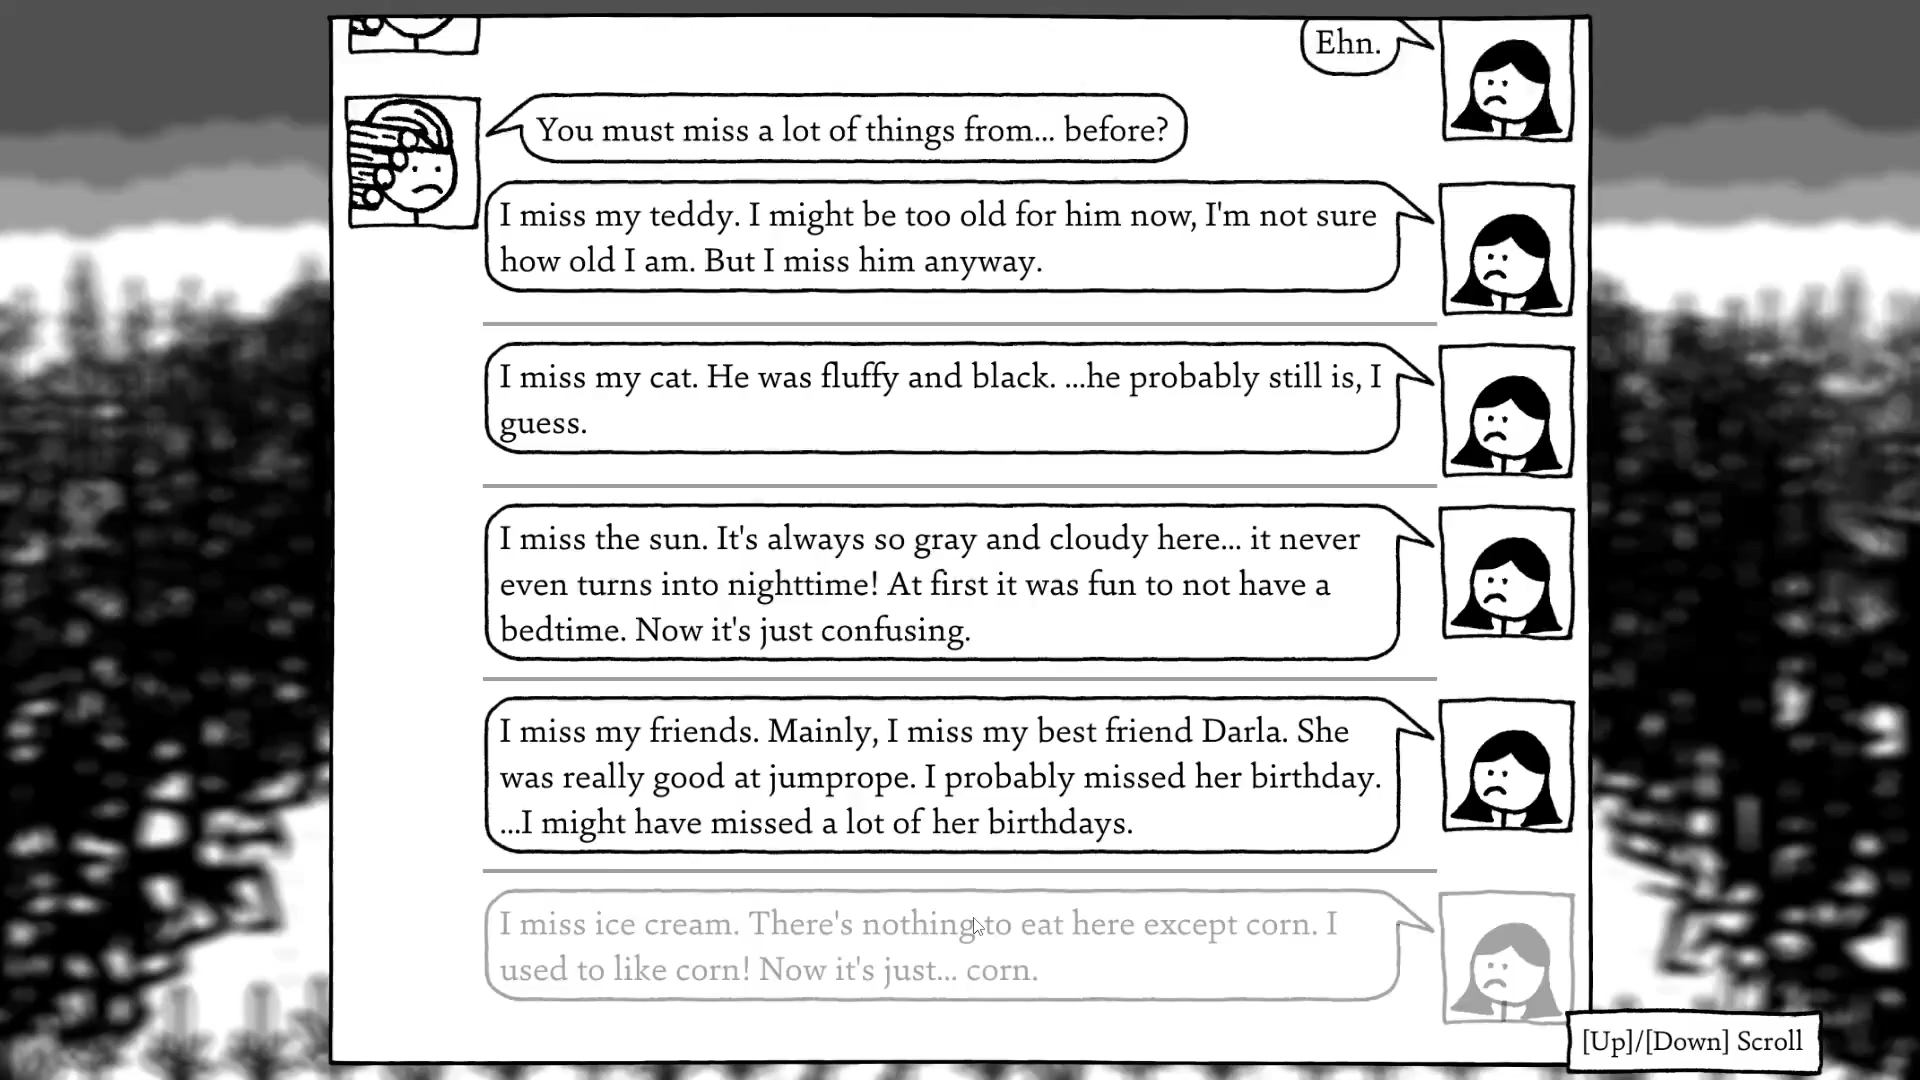 Ehn.
You must miss a lot of things from... before?
I miss my teddy. I might be too old for him now, I'm not sure
how old I am. But I miss him anyway.
I miss my cat. He was fluffy and black. ...he probably still is, I
guess.
I miss the sun. It's always so gray and cloudy here... it never
even turns into nighttime! At first it was fun to not have a
bedtime. Now it's just confusing.
I miss my friends. Mainly, I miss my best friend Darla. She
was really good at jumprope. I probably missed her birthday.
...I might have missed a lot of her birthdays.
I miss ice cream. There's nothing to eat here except corn. I
used to like corn! Now it's just... corn.
[Up]/[Down] Scroll